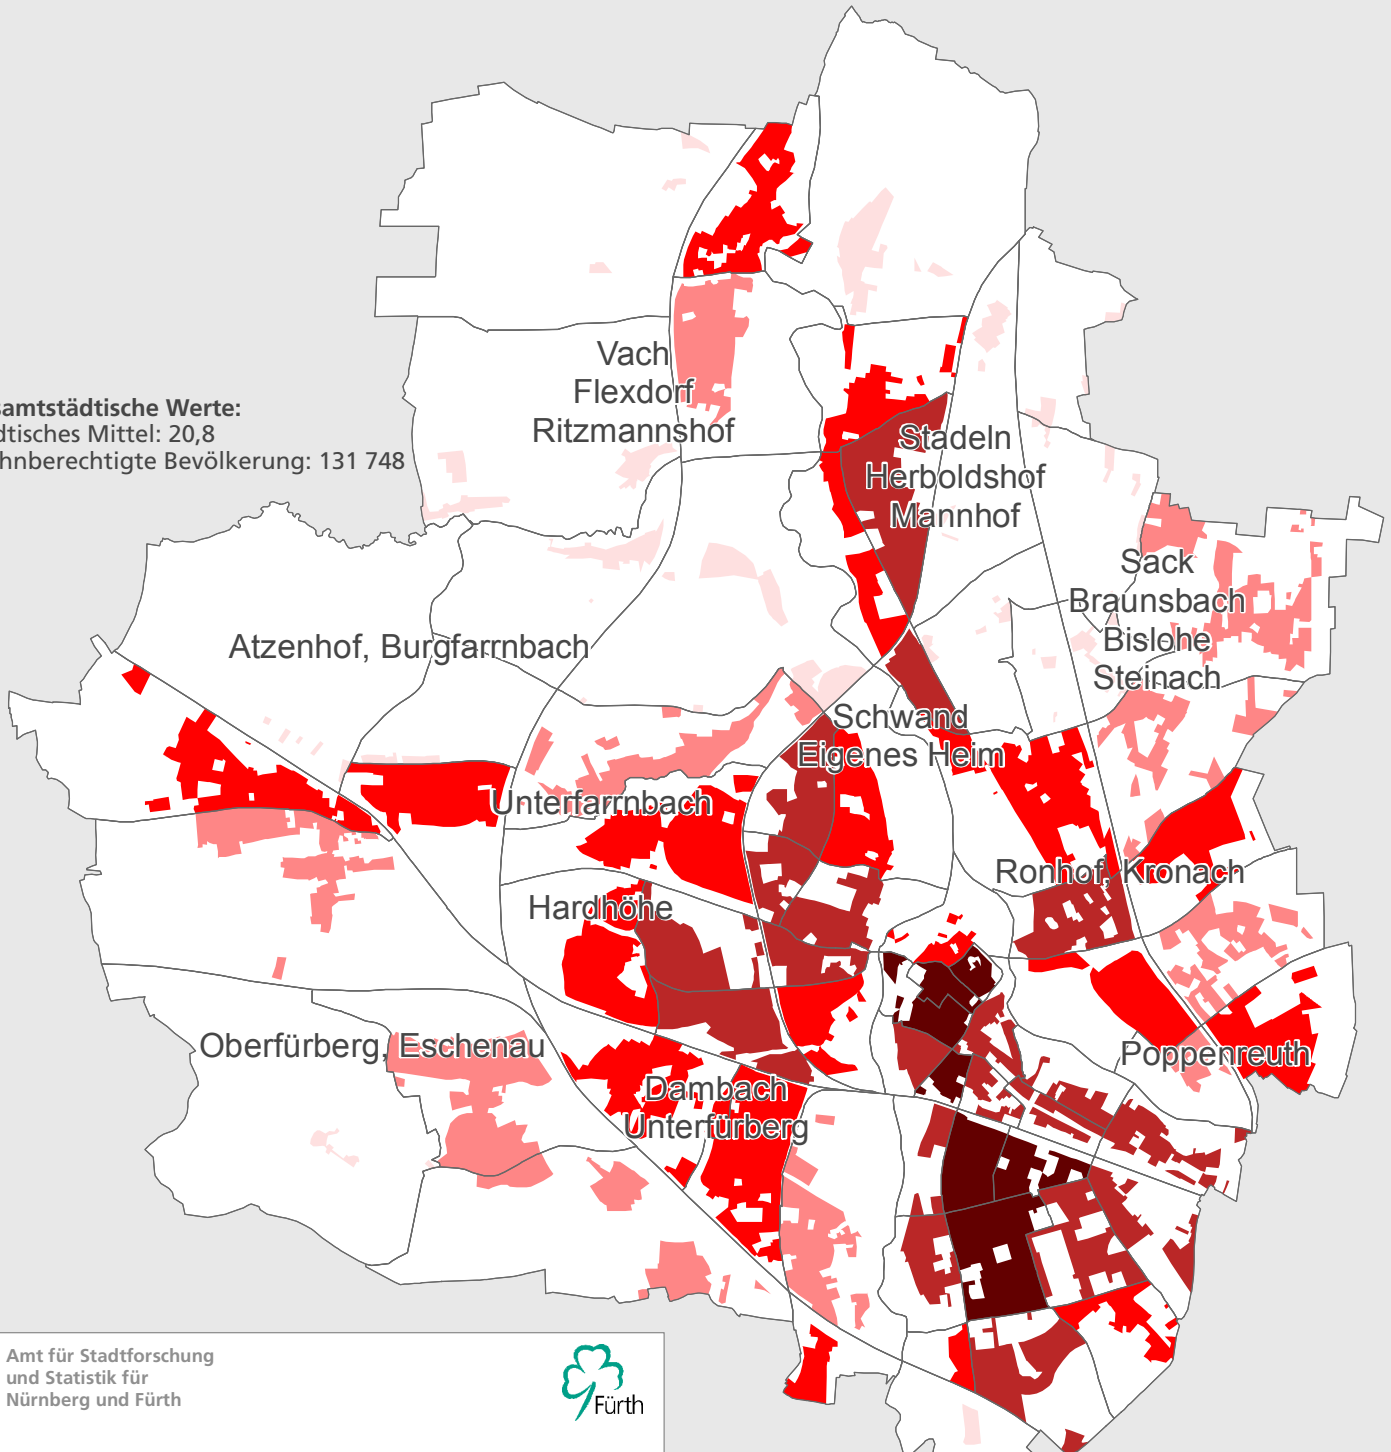 Vach
Flexdorf
Ritzmannshof
samtstädtische Werte:
dtisches Mittel: 20,8
hnberechtigte Bevölkerung: 131 748
Stadeln
Herboldshof
Mannhof
Sack
Braunsbach
Bislohe
Steinach
Atzenhof, Burgfarrnbach
Schwand
Eigenes Heim
Unterfarrnbach
Ronhof, Kronach
Hardhöhe
Oberfürberg, Eschenau
Poppenreuth
Dambach
Unterfürberg
Amt für Stadtforschung
und Statistik für
Nürnberg und Fürth
Fürth